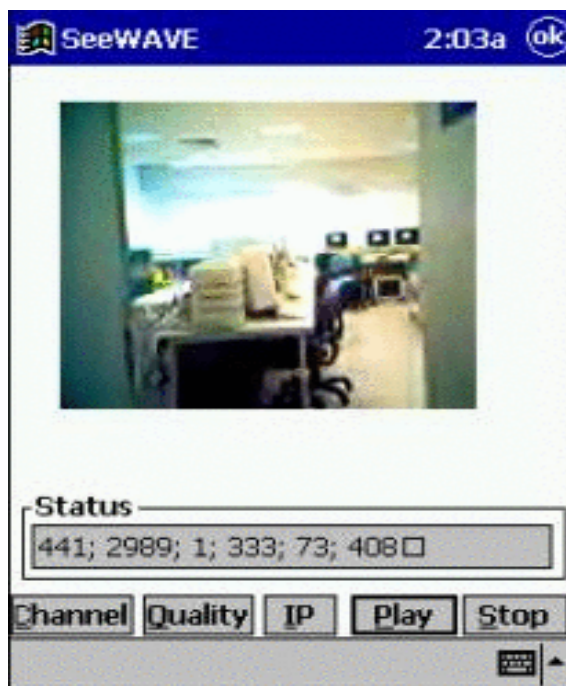 SeeWAVE 2:03a ok
Status
441; 2989; 1; 333; 73; 408□
Channel Quality IP Play Stop